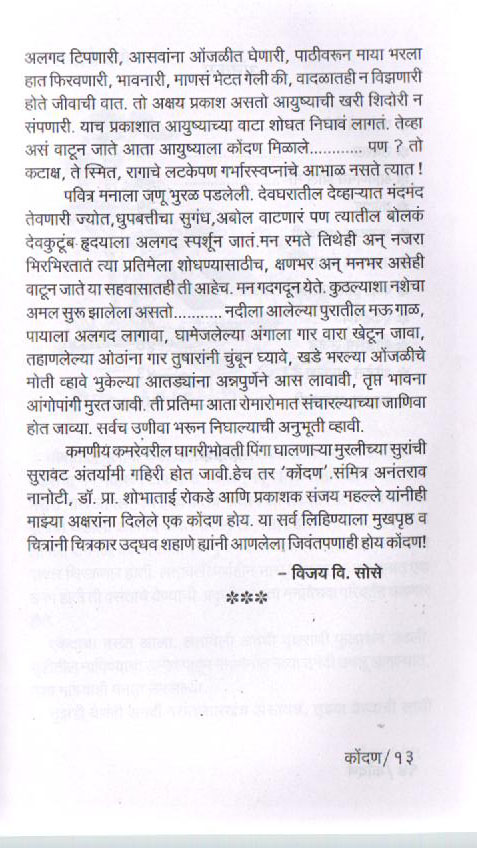 अलगद टिपणारी, आसवांना ओंजळीत घेणारी, पाठीवरून माया भरला
हात फिरवणारी, भावनारी, माणसं भेटत गेली की, वादळातही न विझणारी
होते जीवाची वात. तो अक्षय प्रकाश असतो आयुष्याची खरी शिदोरी न
संपणारी. याच प्रकाशात आयुष्याच्या वाटा शोधत निघावं लागतं. तेव्हा
असं वाटून जाते आता आयुष्याला कोंदण मिळाले............ पण ? तो
कटाक्ष, ते स्मित, रागाचे लटकेपण गर्भारस्वप्नांचे आभाळ नसते त्यात !
पवित्र मनाला जणू भुरळ पडलेली. देवघरातील देव्हाऱ्यात मंदमंद
तेवणारी ज्योत,धुपबत्तीचा सुगंध,अबोल वाटणारं पण त्यातील बोलकं
देवकुटूंब हृदयाला अलगद स्पर्शून जातं.मन रमते तिथेही अन् नजरा
भिरभिरतात त्या प्रतिमेला शोधण्यासाठीच, क्षणभर अन् मनभर असेही
वाटून जाते या सहवासातही ती आहेच. मन गदगदून येते. कुठल्याशा नशेचा
अमल सुरू झालेला असतो........... नदीला आलेल्या पुरातील मऊ गाळ,
पायाला अलगद लागावा, घामेजलेल्या अंगाला गार वारा खेटून जावा,
तहाणलेल्या ओठांना गार तुषारांनी चुंबून घ्यावे, खडे भरल्या ओंजळीचे
मोती व्हावे भुकेल्या आतड्यांना अन्नपुर्णेने आस लावावी, तृप्त भावना
आंगोपांगी मुरत जावी. ती प्रतिमा आता रोमारोमात संचारल्याच्या जाणिवा
होत जाव्या. सर्वच उणीवा भरून निघाल्याची अनुभूती व्हावी.
कमणीय कमरेवरील घागरीभोवती पिंगा घालणाऱ्या मुरलीच्या सुरांची
सुरावट अंतर्यामी गहिरी होत जावी.हेच तर ‘कोंदण’.संमित्र अनंतराव
नानोटी, डॉ. प्रा. शोभाताई रोकडे आणि प्रकाशक संजय महल्ले यांनीही
माझ्या अक्षरांना दिलेले एक कोंदण होय. या सर्व लिहिण्याला मुखपृष्ठ व
चित्रांनी चित्रकार उद्धव शहाणे ह्यांनी आणलेला जिवंतपणाही होय कोंदण!
– विजय वि. सोसे
***
कोंदण/ १३